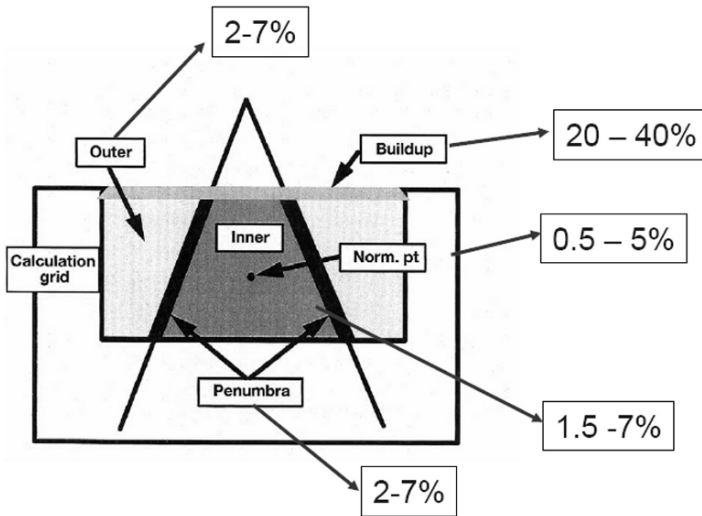 2-7%
Outer
Buildup
20 – 40%
Inner
Calculation
grid
Norm. pt
0.5 – 5%
Penumbra
1.5 -7%
2-7%